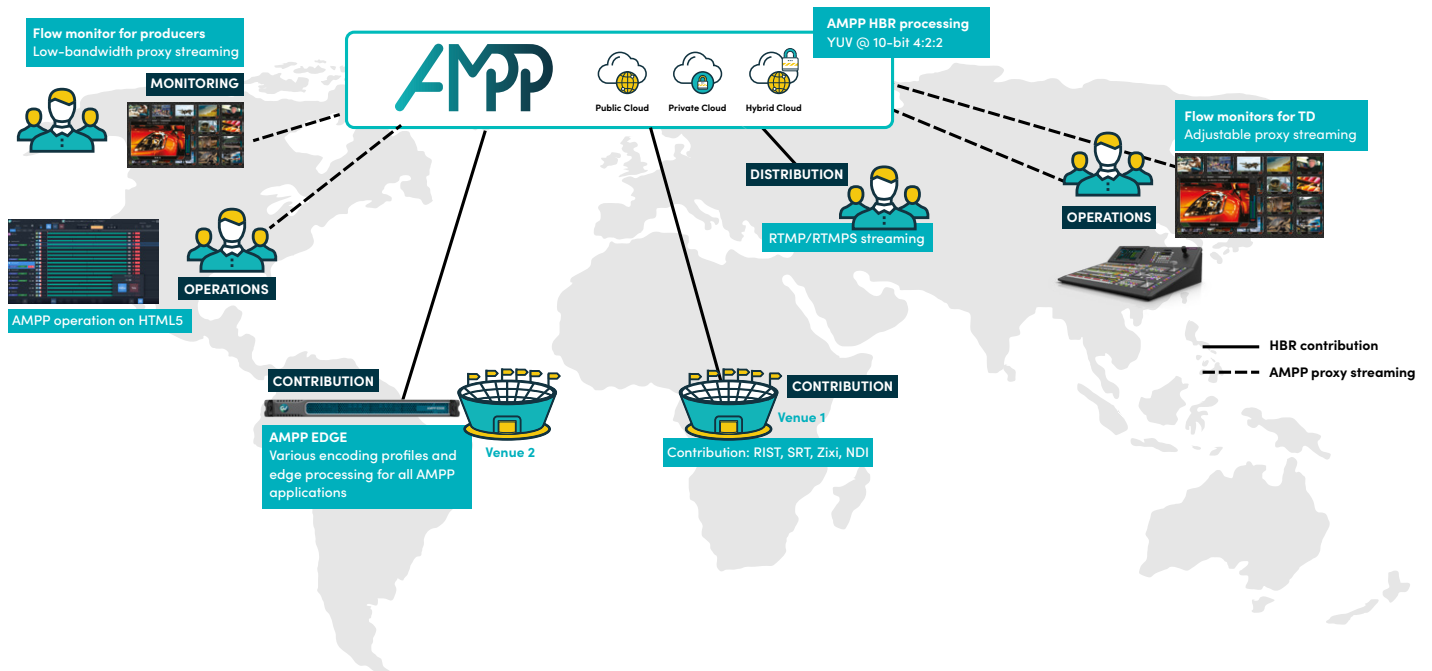 Flow monitor for producers
Low-bandwidth proxy streaming
MONITORING
AMPP
Public Cloud
Private Cloud
Hybrid Cloud
AMPP HBR processing
YUV @ 10-bit 4:2:2
Flow monitors for TD
Adjustable proxy streaming
OPERATIONS
DISTRIBUTION
RTMP/RTMPS streaming
OPERATIONS
AMPP operation on HTML5
HBR contribution
AMPP proxy streaming
CONTRIBUTION
AMPP EDGE
Various encoding profiles and
edge processing for all AMPP
applications
Venue 2
CONTRIBUTION
Venue 1
Contribution: RIST, SRT, Zixi, NDI